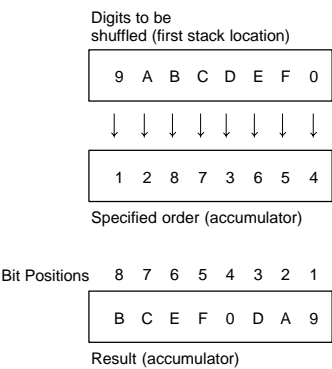 Digits to be
shuffled (first stack location)
9 A B C D E F 0
1 2 8 7 3 6 5 4
Specified order (accumulator)
Bit Positions 8 7 6 5 4 3 2 1
B C E F 0 D A 9
Result (accumulator)